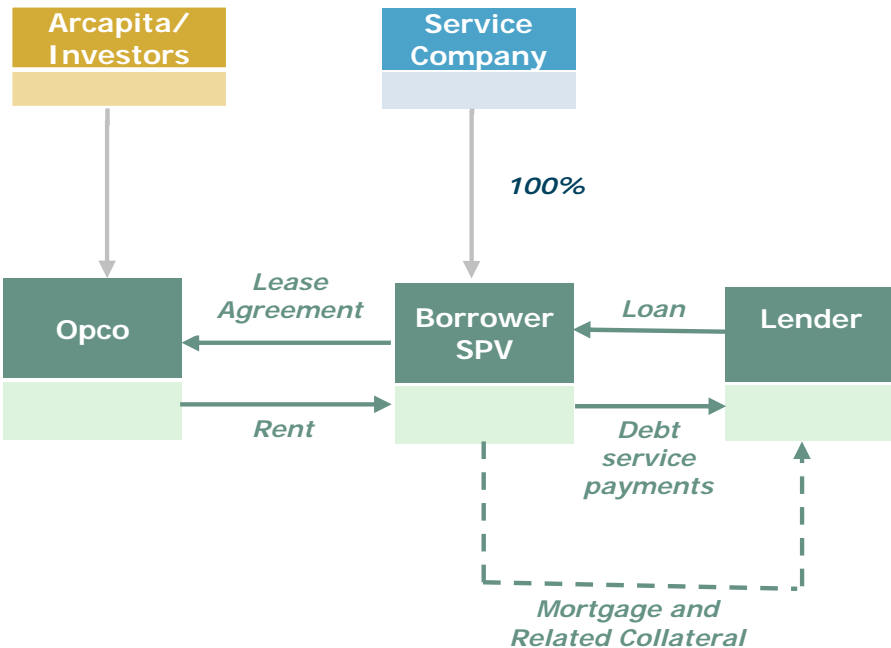 Arcapita/
Investors
Service
Company
100%
Lease
Agreement
Opco
Borrower
SPV
Loan
Lender
Rent
Debt
service
payments
Mortgage and
Related Collateral